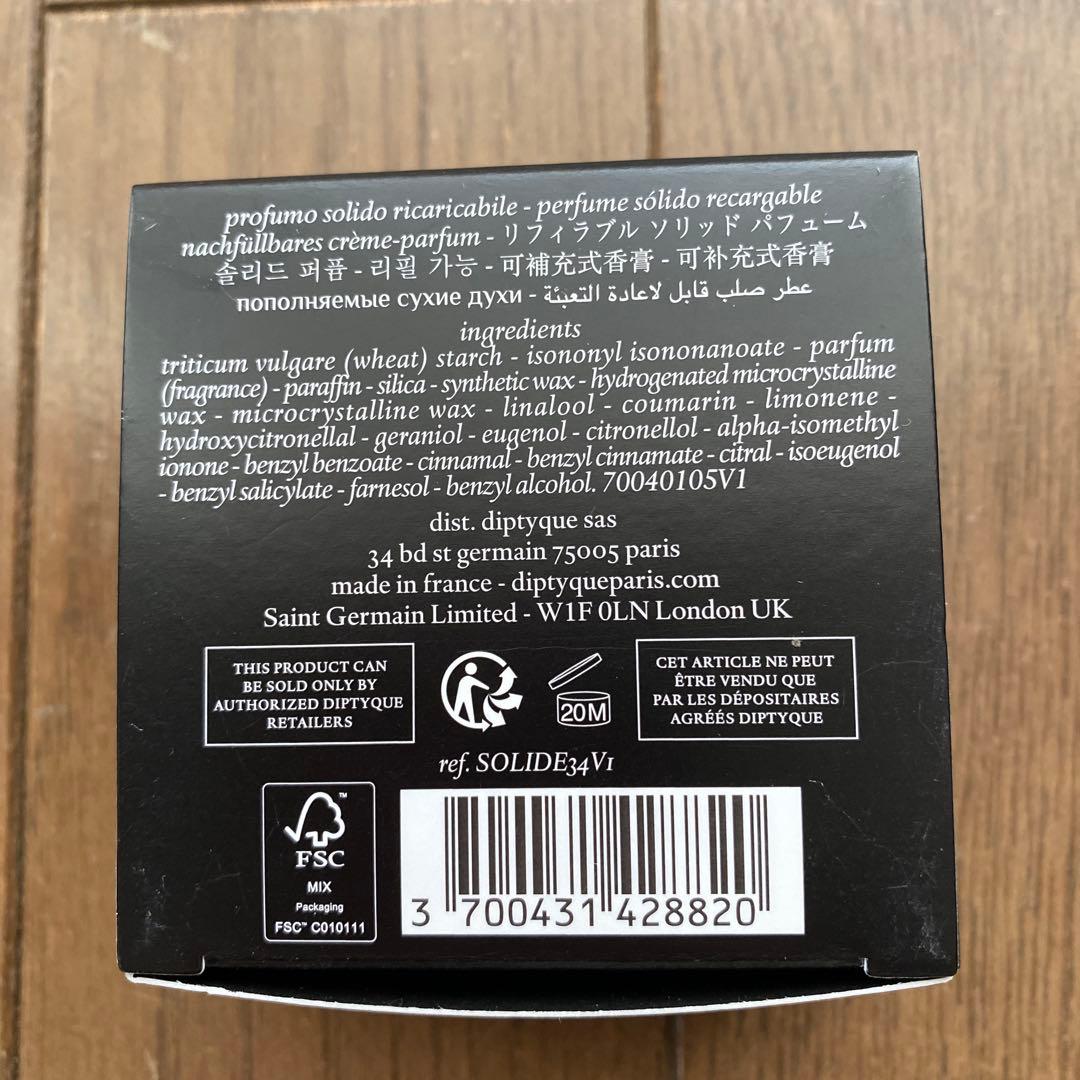 profumo solido ricaricabile - perfume sólido recargable
nachfüllbares crème-parfum - リフィラブル ソリッド パフューム
솔리드 퍼퓸 - 리필 가능 - 可補充式香膏 - 可补充式香膏
пополняемые сухие духи - عطر صلب قابل لاعادة التعبئة
ingredients
triticum vulgare (wheat) starch - isononyl isononanoate - parfum
(fragrance) - paraffin - silica - synthetic wax - hydrogenated microcrystalline
wax - microcrystalline wax - linalool - coumarin - limonene -
hydroxycitronellal - geraniol - eugenol - citronellol - alpha-isomethyl
ionone - benzyl benzoate - cinnamal - benzyl cinnamate - citral - isoeugenol
- benzyl salicylate - farnesol - benzyl alcohol. 70040105V1
dist. diptyque sas
34 bd st germain 75005 paris
made in france - diptyqueparis.com
Saint Germain Limited - W1F 0LN London UK
THIS PRODUCT CAN
BE SOLD ONLY BY
AUTHORIZED DIPTYQUE
RETAILERS
20M
CET ARTICLE NE PEUT
ÊTRE VENDU QUE
PAR LES DÉPOSITAIRES
AGRÉÉS DIPTYQUE
ref. SOLIDE34V1
™
FSC
MIX
Packaging
FSC™ C010111
3 700431 428820